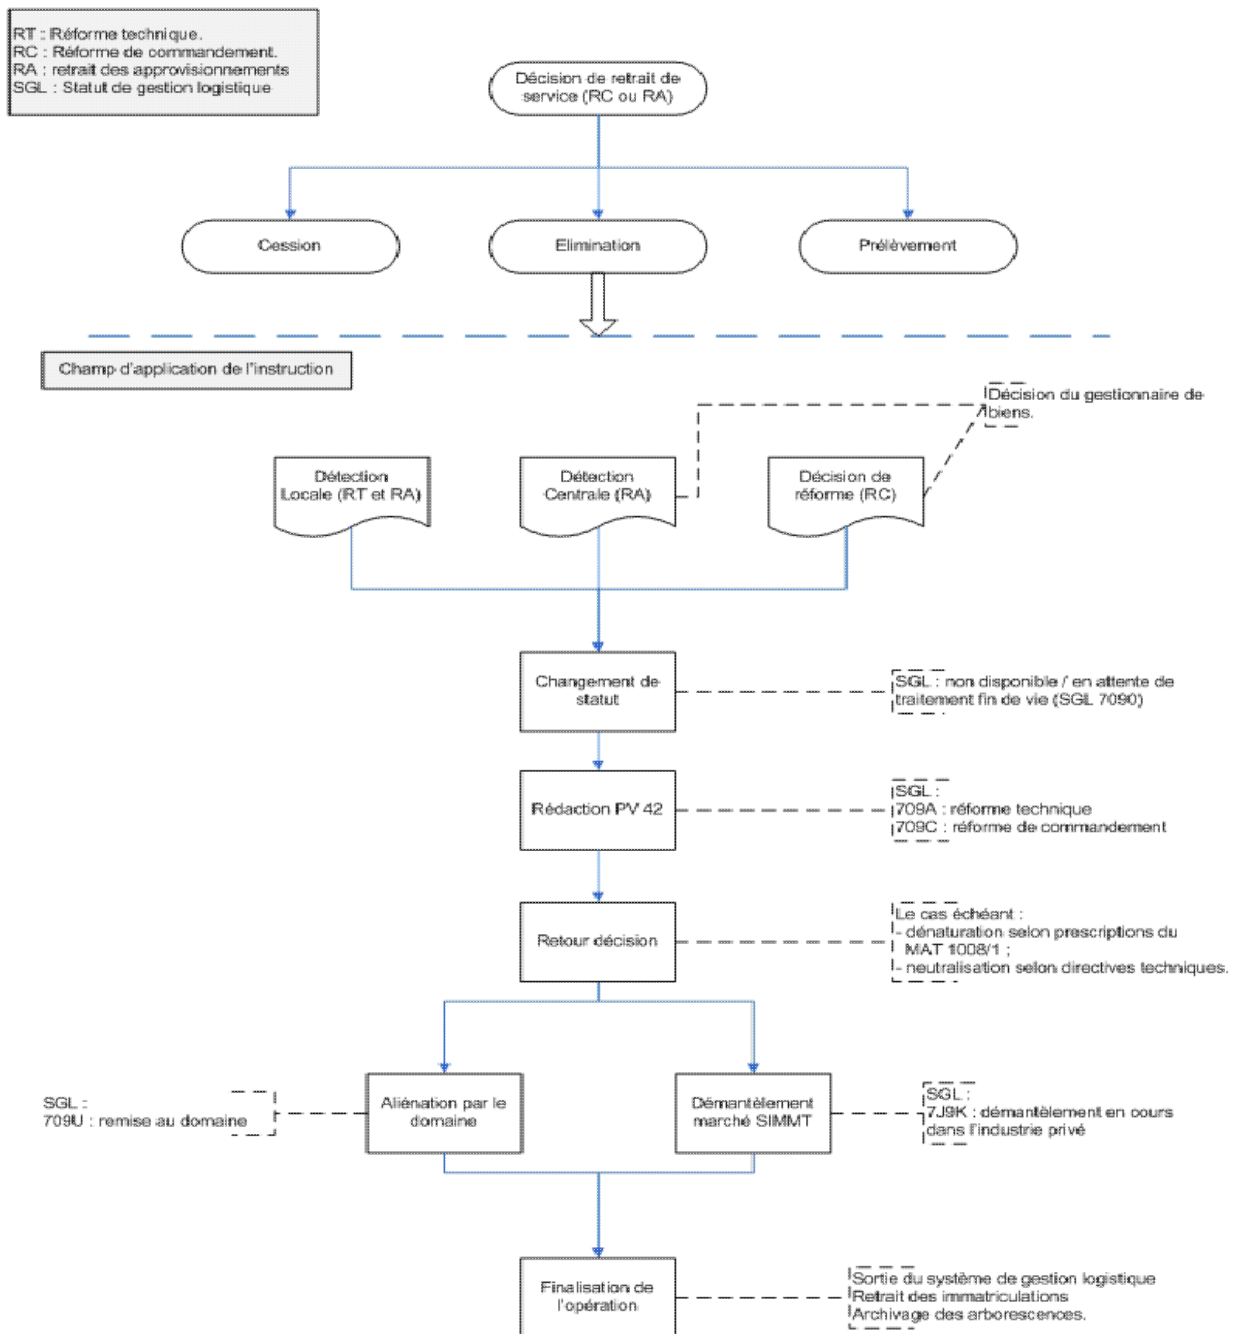 RT : Réforme technique.
RC : Réforme de commandement.
RA : retrait des approvisionnements
SGL : Statut de gestion logistique
Décision de retrait de
service (RC ou RA)
Cession
Elimination
Prélèvement
Champ d'application de l'instruction
Décision du gestionnaire de
biens.
Détection
Locale (RT et RA)
Détection
Centrale (RA)
Décision de
réforme (RC)
Changement de
statut
SGL : non disponible / en attente de
traitement fin de vie (SGL 7090)
Rédaction PV 42
SGL :
709A : réforme technique
709C : réforme de commandement
Retour décision
Le cas échéant :
- dénaturation selon prescriptions du
MAT 1008/1 ;
- neutralisation selon directives techniques.
SGL :
709U : remise au domaine
Aliénation par le
domaine
Démantèlement
marché SIMMT
SGL :
7J9K : démantèlement en cours
dans l'industrie privé
Finalisation de
l'opération
Sortie du système de gestion logistique
Retrait des immatriculations
Archivage des arborescences.